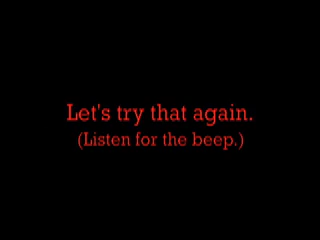 Let's try that again.
(Listen for the beep.)